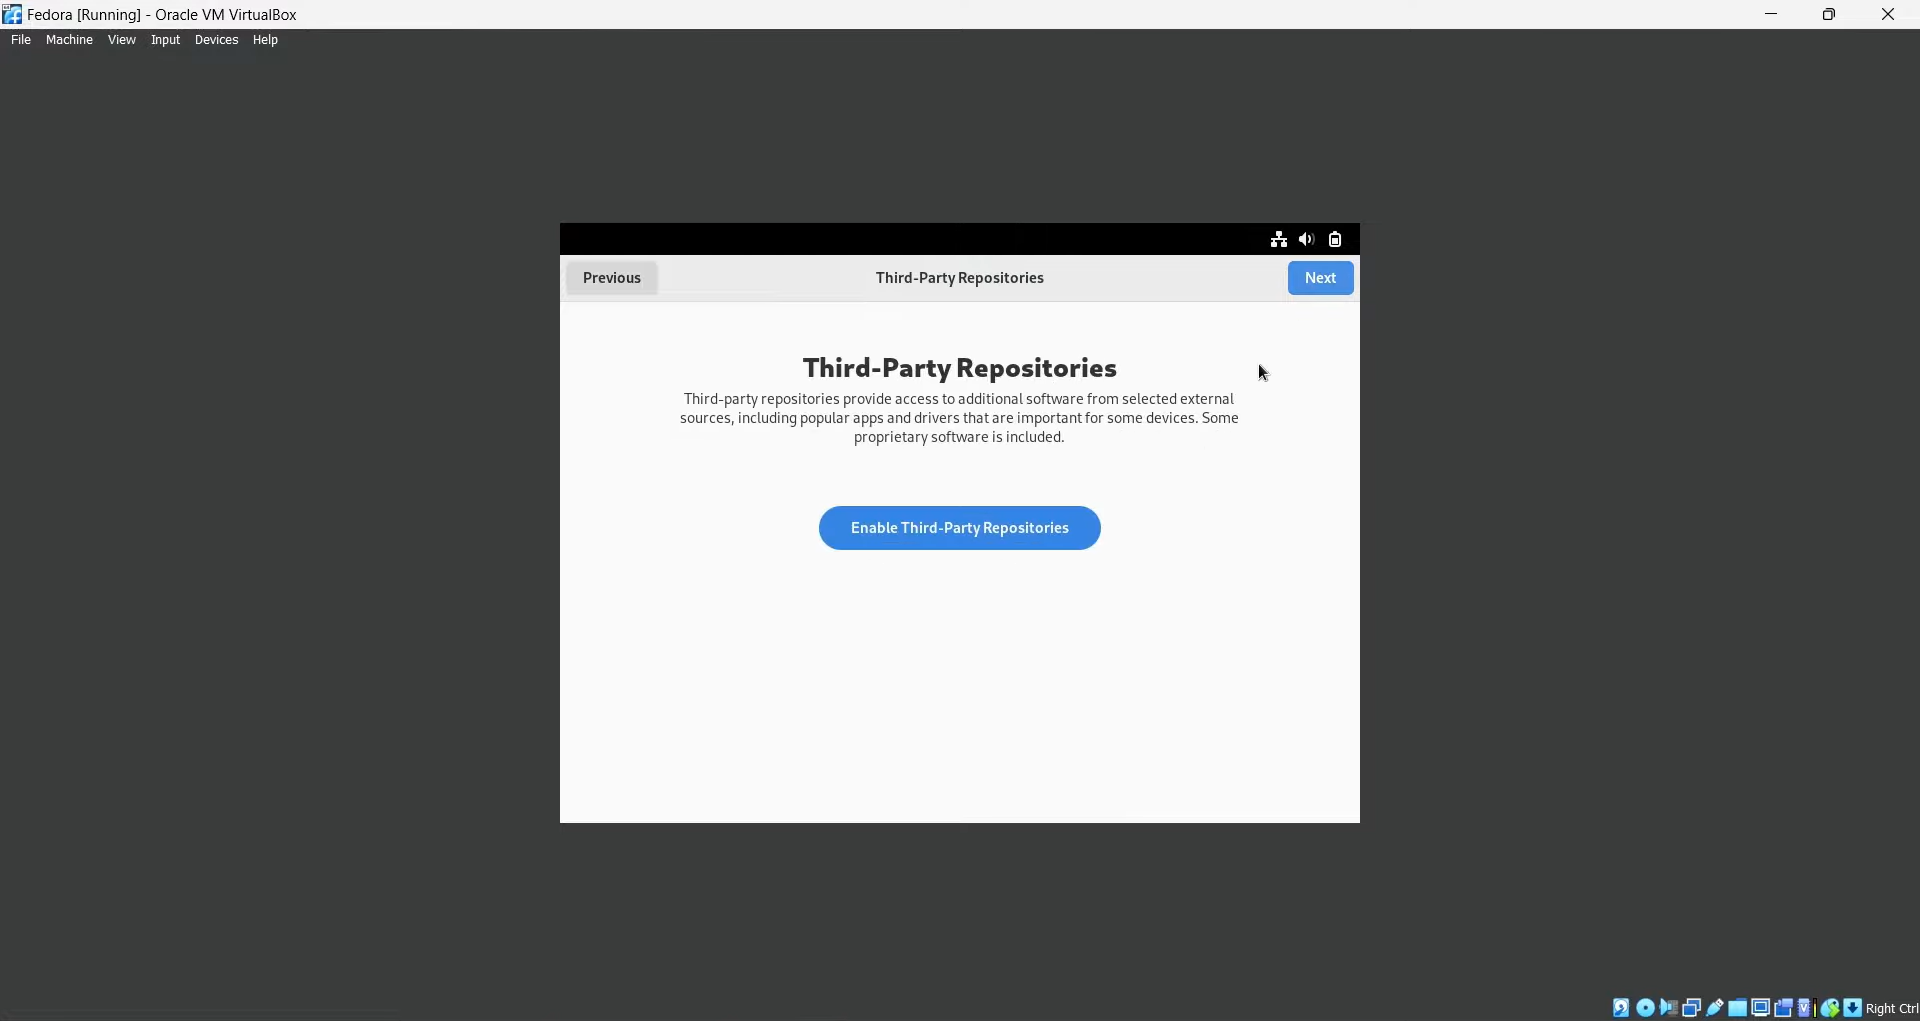 Fedora [Running] - Oracle VM VirtualBox
File Machine View Input Devices Help
Previous Third-Party Repositories Next
Third-Party Repositories
Third-party repositories provide access to additional software from selected external
sources, including popular apps and drivers that are important for some devices. Some
proprietary software is included.
Enable Third-Party Repositories
Right Ctrl